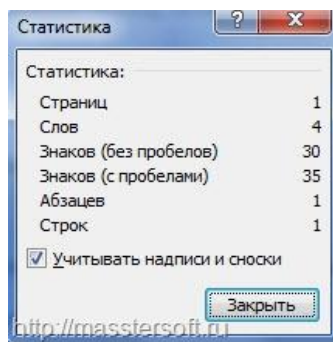 Статистика
?
X
Статистика:
Страниц 1
Слов 4
Знаков (без пробелов) 30
Знаков (с пробелами) 35
Абзацев 1
Строк 1
Учитывать надписи и сноски
Закрыть
http://masstersoft.ru